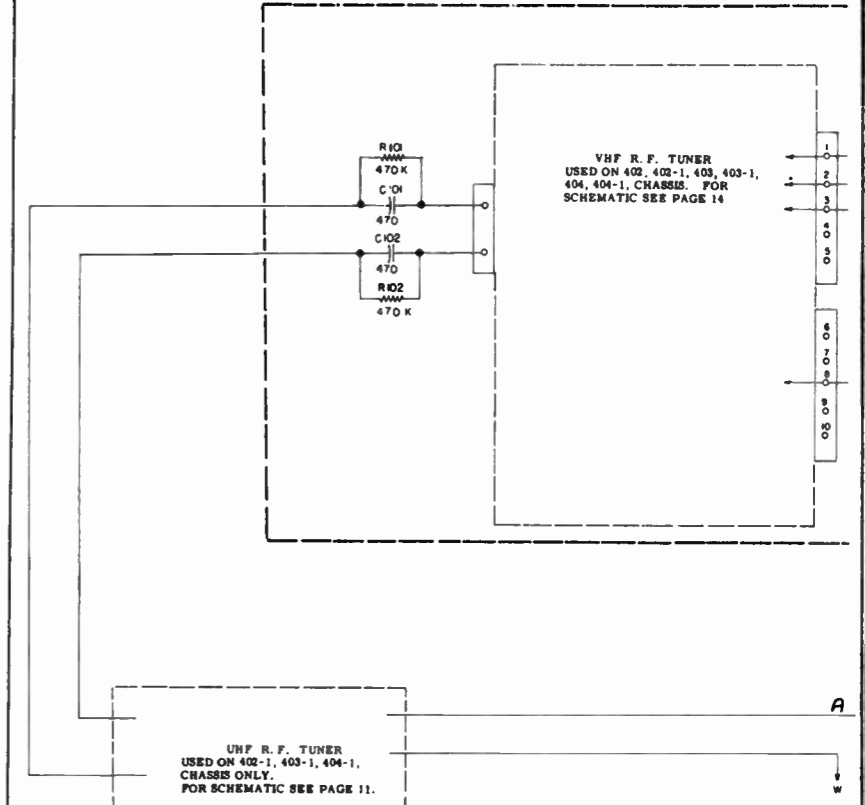 R101
470 K
C101
470
C102
470
R102
470 K
VHF R. F. TUNER
USED ON 402, 402-1, 403, 403-1,
404, 404-1, CHASSIS. FOR
SCHEMATIC SEE PAGE 14
1
2
3
4
5
6
7
8
9
10
A
UHF R. F. TUNER
USED ON 402-1, 403-1, 404-1,
CHASSIS ONLY.
FOR SCHEMATIC SEE PAGE 11.
W